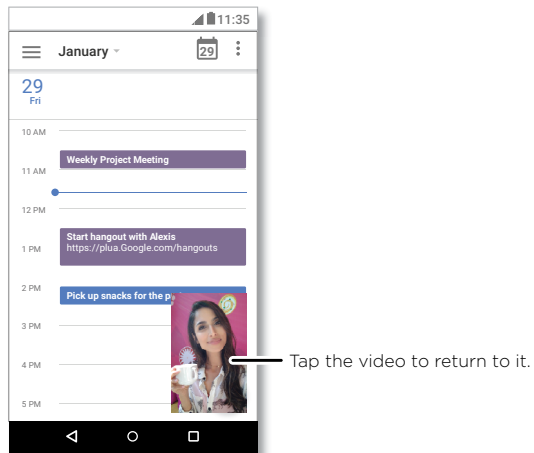 11:35
January
29
29
Fri
10 AM
Weekly Project Meeting
11 AM
12 PM
Start hangout with Alexis
https://plua.Google.com/hangouts
1 PM
2 PM
Pick up snacks for the p
3 PM
Tap the video to return to it.
4 PM
5 PM